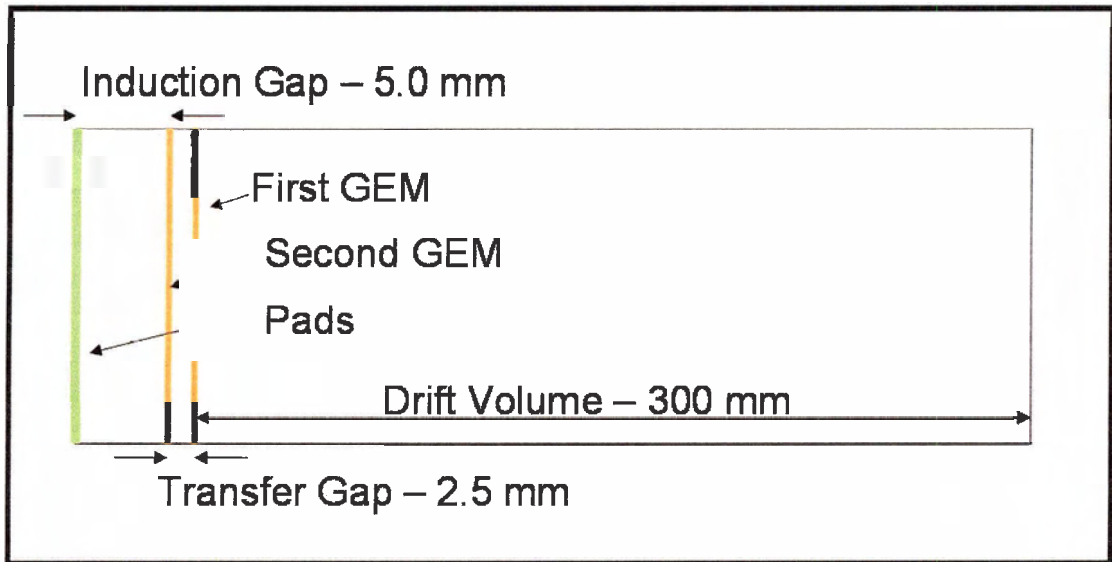 Induction Gap – 5.0 mm
First GEM
Second GEM
Pads
Drift Volume – 300 mm
Transfer Gap – 2.5 mm